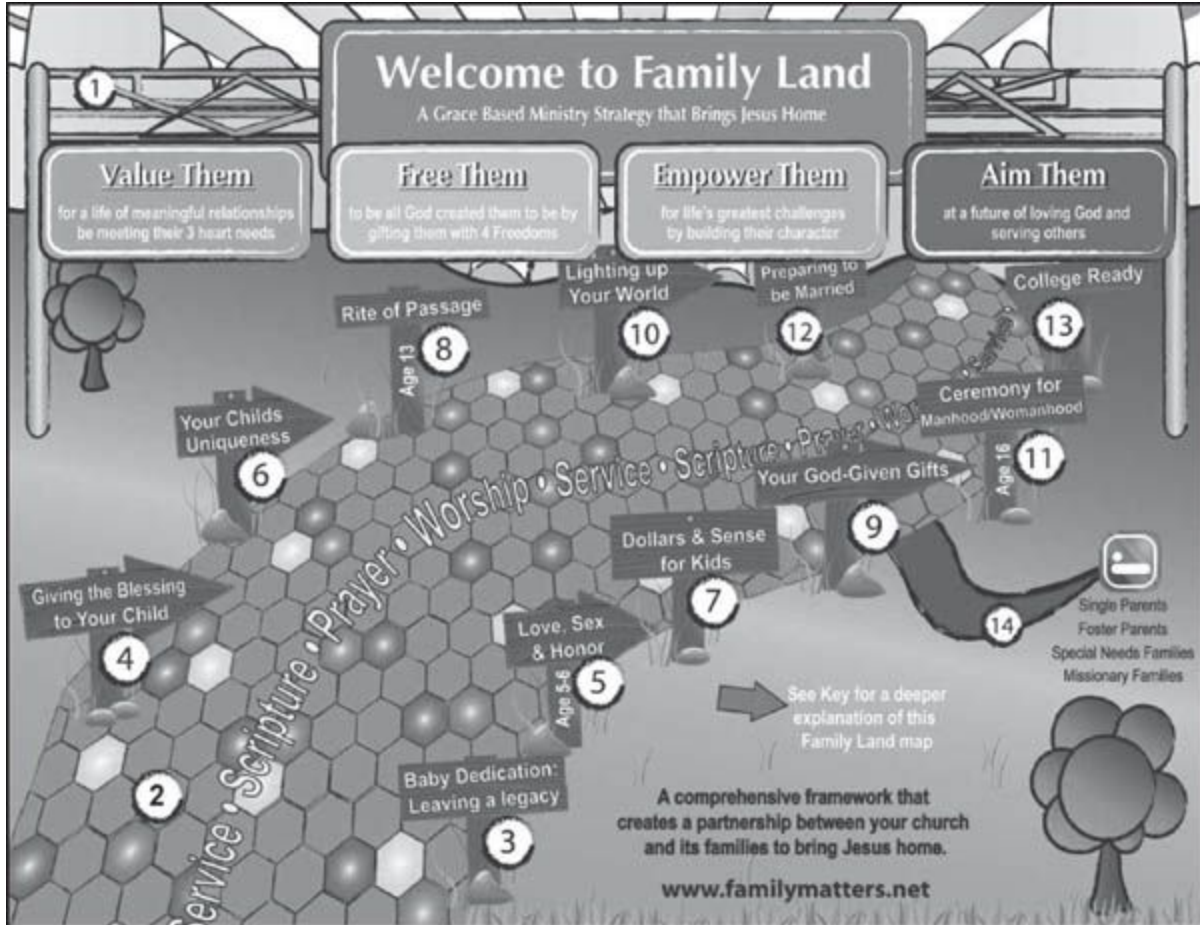 Welcome to Family Land
A Grace Based Ministry Strategy that Brings Jesus Home
1
Value Them
for a life of meaningful relationships
be meeting their 3 heart needs
Free Them
to be all God created them to be by
gifting them with 4 Freedoms
Empower Them
for life's greatest challenges
by building their character
Aim Them
at a future of loving God and
serving others
Rite of Passage
Age 13
8
Lighting up
Your World
10
Preparing to
be Married
12
College Ready
13
Your Childs
Uniqueness
6
Ceremony for
Manhood/Womanhood
Age 16
11
Your God-Given Gifts
9
Giving the Blessing
to Your Child
4
Dollars & Sense
for Kids
7
Love, Sex
& Honor
Age 5-6
5
Baby Dedication:
Leaving a legacy
3
2
Service • Scripture • Prayer • Worship • Service • Scripture • Prayer • Wor
• Service •
14
Single Parents
Foster Parents
Special Needs Families
Missionary Families
See Key for a deeper
explanation of this
Family Land map
A comprehensive framework that
creates a partnership between your church
and its families to bring Jesus home.
www.familymatters.net